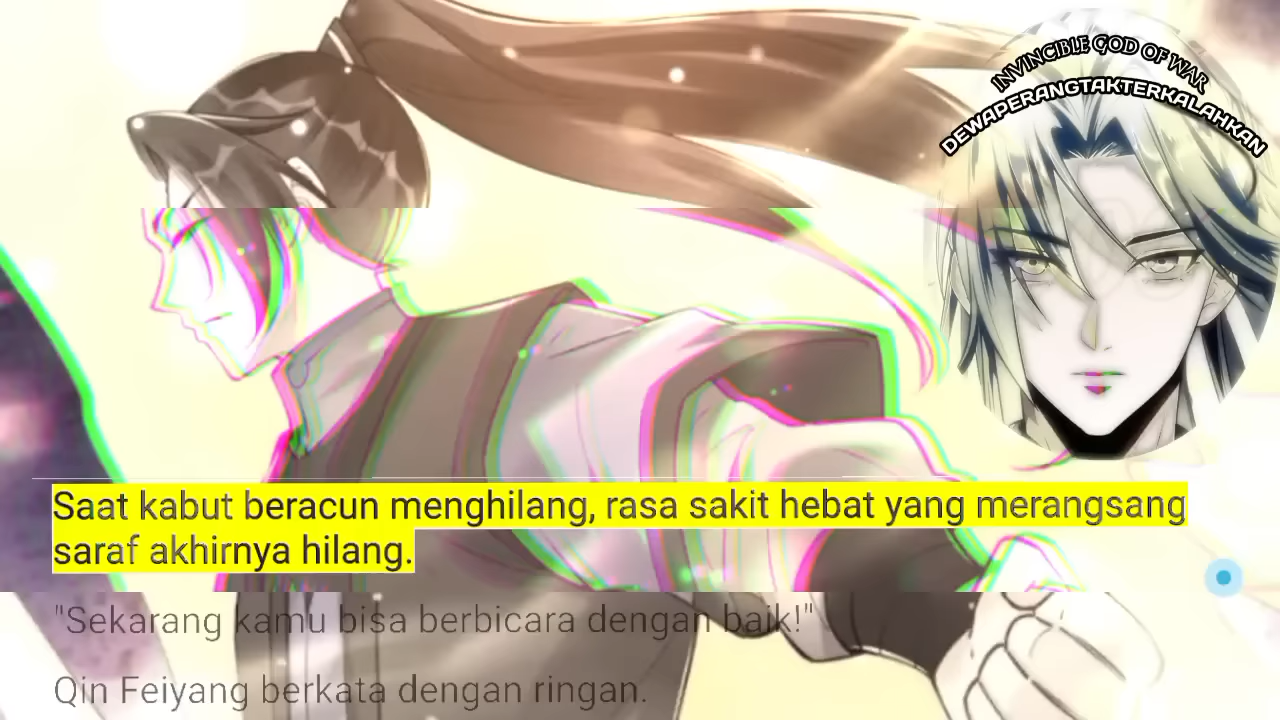 INVINCIBLE GOD OF WAR
DEWAPERANGTAKTERKALAHKAN
Saat kabut beracun menghilang, rasa sakit hebat yang merangsang
saraf akhirnya hilang.
"Sekarang kamu bisa berbicara dengan baik!"
Qin Feiyang berkata dengan ringan.